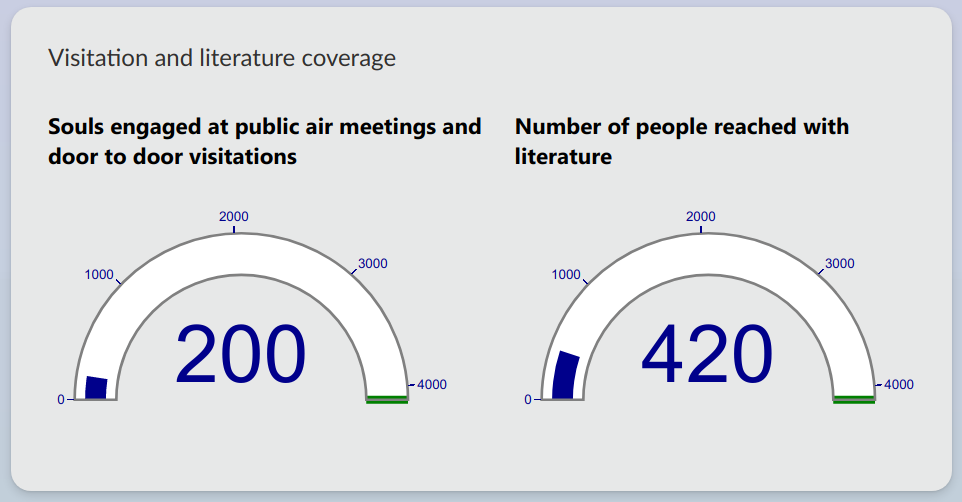 Visitation and literature coverage
Souls engaged at public air meetings and
door to door visitations
0
1000
2000
3000
4000
200
Number of people reached with
literature
0
1000
2000
3000
4000
420